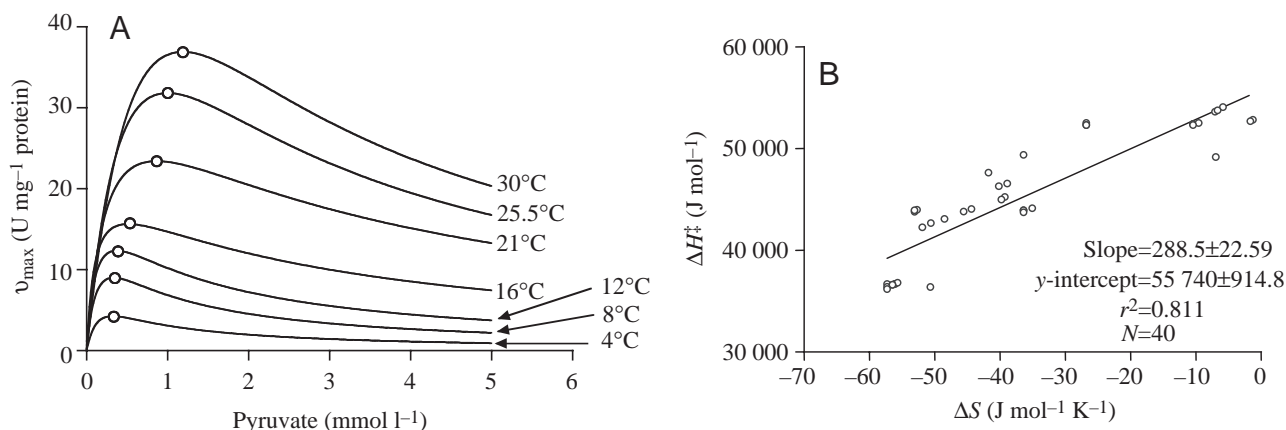 A
υmax (U mg–1 protein)
40
30
20
10
0
0 1 2 3 4 5 6
Pyruvate (mmol l–1)
30°C
25.5°C
21°C
16°C
12°C
8°C
4°C
B
ΔH‡ (J mol–1)
60 000
50 000
40 000
30 000
–70 –60 –50 –40 –30 –20 –10 0
ΔS (J mol–1 K–1)
Slope=288.5±22.59
y-intercept=55 740±914.8
r2=0.811
N=40